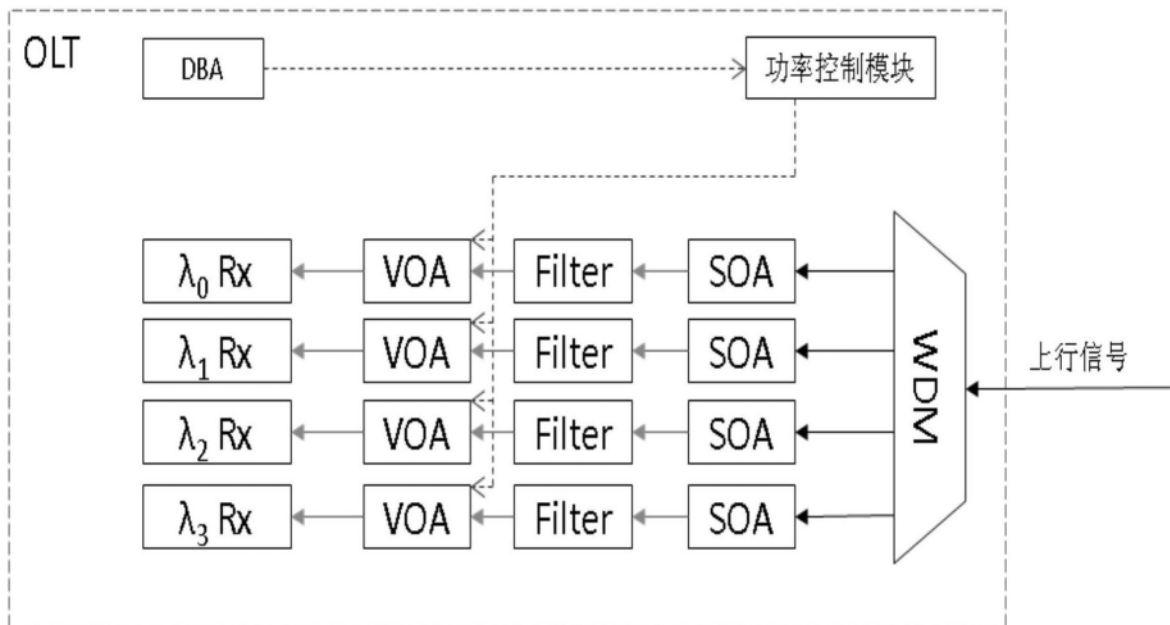 OLT
DBA
功率控制模块
λ₀ Rx
VOA
Filter
SOA
λ₁ Rx
VOA
Filter
SOA
λ₂ Rx
VOA
Filter
SOA
λ₃ Rx
VOA
Filter
SOA
WDM
上行信号